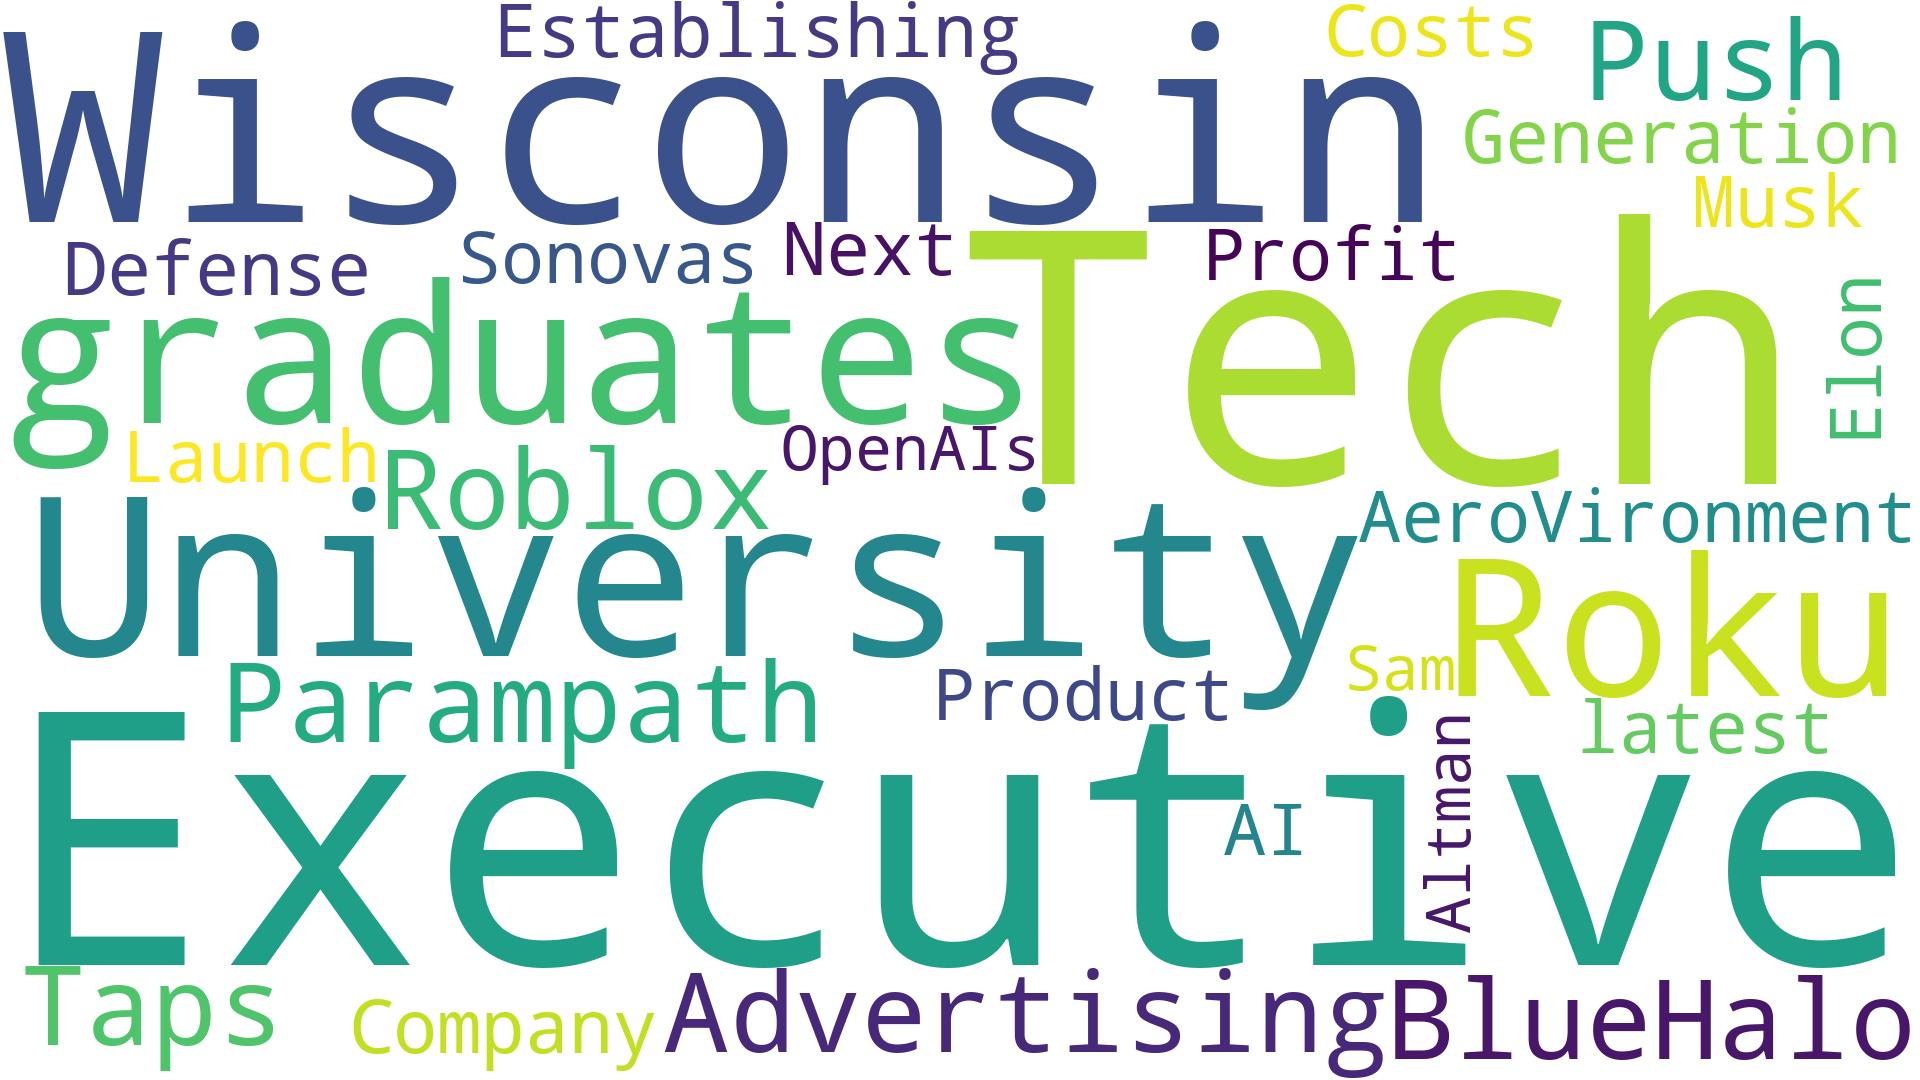 Establishing
Costs
Push
Wisconsin
Generation
Musk
Defense
Sonovas
Next
Profit
Tech
graduates
Elon
Launch
Roblox
OpenAIs
University
AeroVironment
Roku
Parampath
Product
Sam
latest
Executive
AI
Altman
Taps
Company
Advertising
BlueHalo